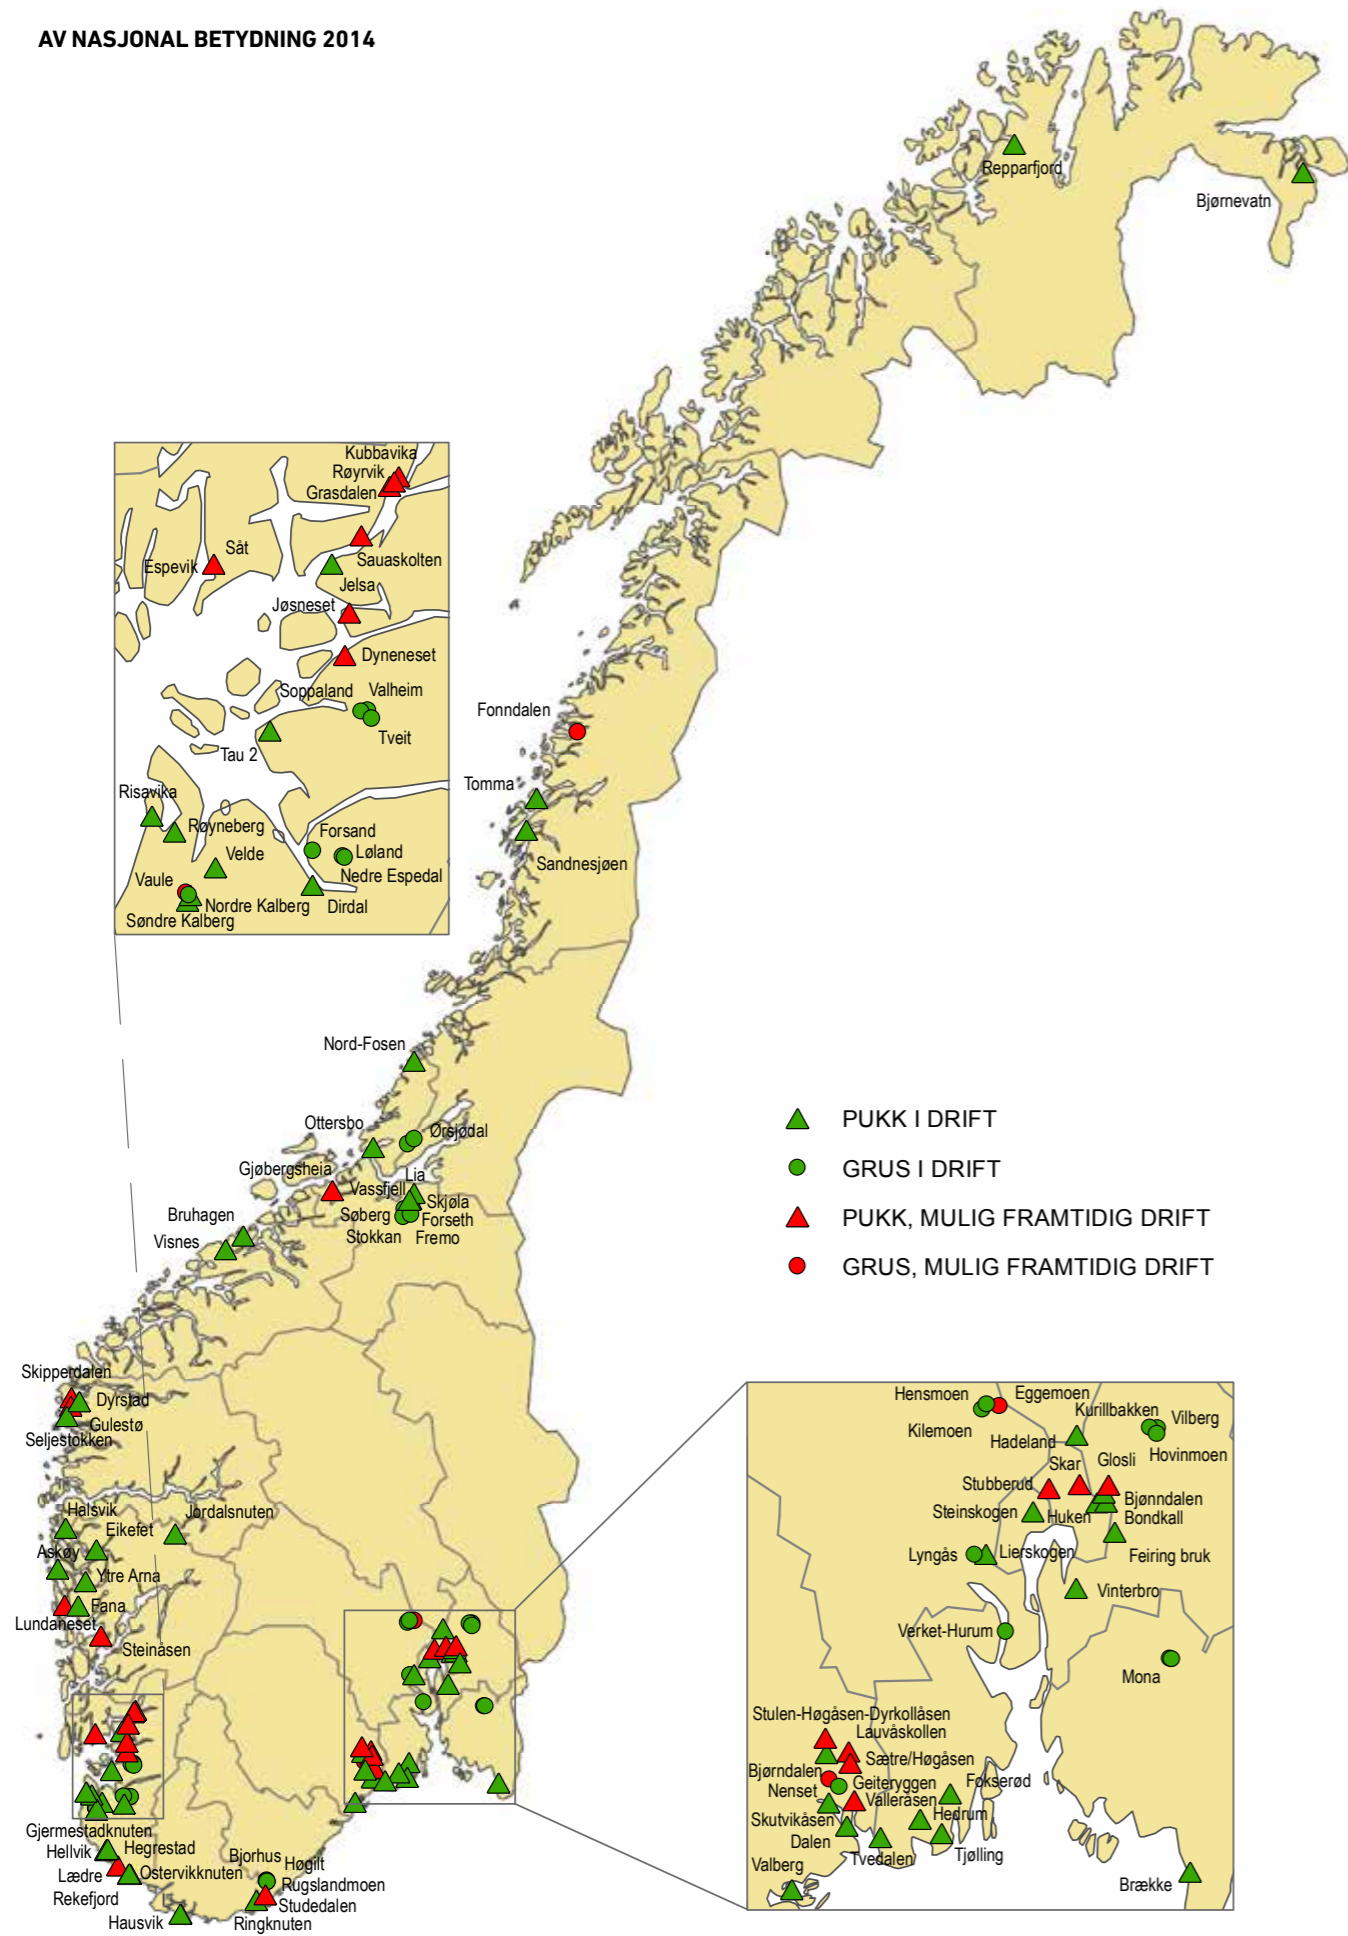 AV NASJONAL BETYDNING 2014
Repparfjord
Bjørnevatn
Kubbavika
Røyrvik
Grasdalen
Såt
Espevik
Sauaskolten
Jelsa
Jøsneset
Dyneneset
Soppaland
Valheim
Tveit
Tau 2
Risavika
Røyneberg
Forsand
Velde
Løland
Nedre Espedal
Vaule
Nordre Kalberg
Dirdal
Søndre Kalberg
Fonndalen
Tomma
Sandnesjøen
Nord-Fosen
Ottersbo
Ørsjødal
Gjøbergsheia
Lia
Vassfjell
Skjøla
Søberg
Forseth
Stokkan
Fremo
Bruhagen
Visnes
PUKK I DRIFT
GRUS I DRIFT
PUKK, MULIG FRAMTIDIG DRIFT
GRUS, MULIG FRAMTIDIG DRIFT
Skipperdalen
Dyrstad
Gulestø
Seljestokken
Halsvik
Jordalsnuten
Eikefet
Askøy
Ytre Arna
Fana
Lundaneset
Steinåsen
Gjermestadknuten
Hellvik
Hegrestad
Lædre
Ostervikknuten
Rekefjord
Hausvik
Bjorhus
Høgilt
Rugslandmoen
Studedalen
Ringknuten
Hensmoen
Eggemoen
Kurillbakken
Vilberg
Kilemoen
Hadeland
Hovinmoen
Skar
Glosli
Stubberud
Bjønndalen
Steinskogen
Huken
Bondkall
Lyngås
Lierskogen
Feiring bruk
Vinterbro
Verket-Hurum
Mona
Stulen-Høgåsen-Dyrkollåsen
Lauvåskollen
Sætre/Høgåsen
Bjørndalen
Geiteryggen
Fokserød
Nenset
Valleråsen
Skutvikåsen
Hedrum
Dalen
Tvedalen
Tjølling
Valberg
Brække